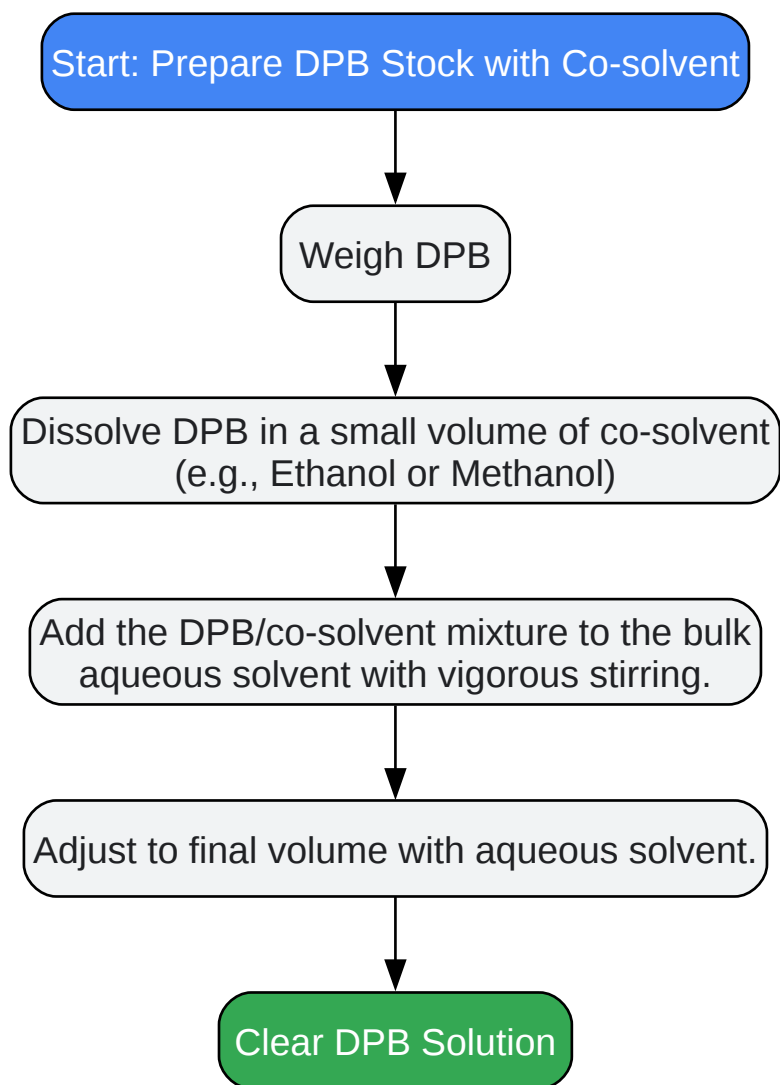 Start: Prepare DPB Stock with Co-solvent
Weigh DPB
Dissolve DPB in a small volume of co-solvent
(e.g., Ethanol or Methanol)
Add the DPB/co-solvent mixture to the bulk
aqueous solvent with vigorous stirring.
Adjust to final volume with aqueous solvent.
Clear DPB Solution